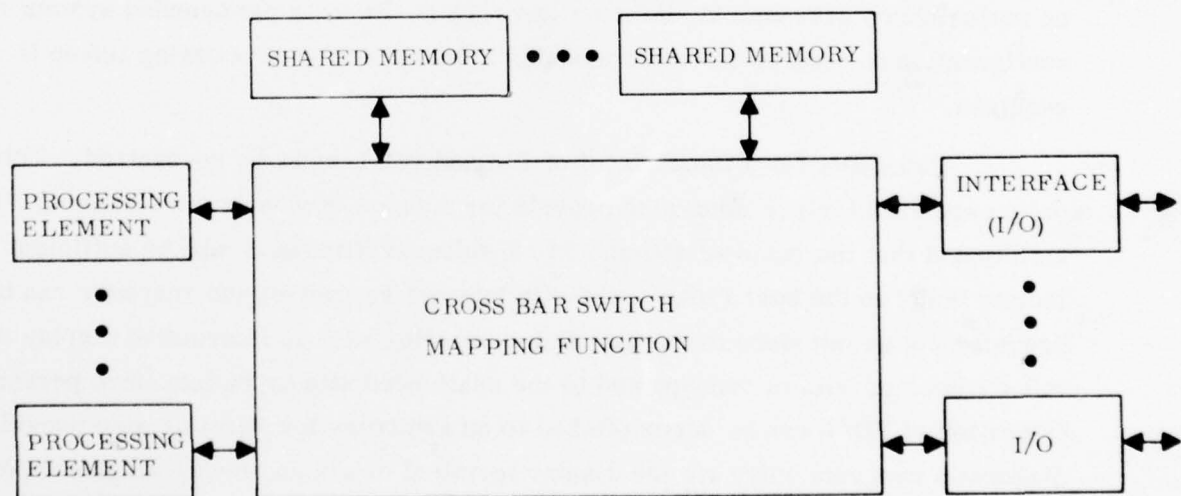 SHARED MEMORY
SHARED MEMORY
PROCESSING
ELEMENT
INTERFACE
(I/O)
CROSS BAR SWITCH
MAPPING FUNCTION
PROCESSING
ELEMENT
I/O